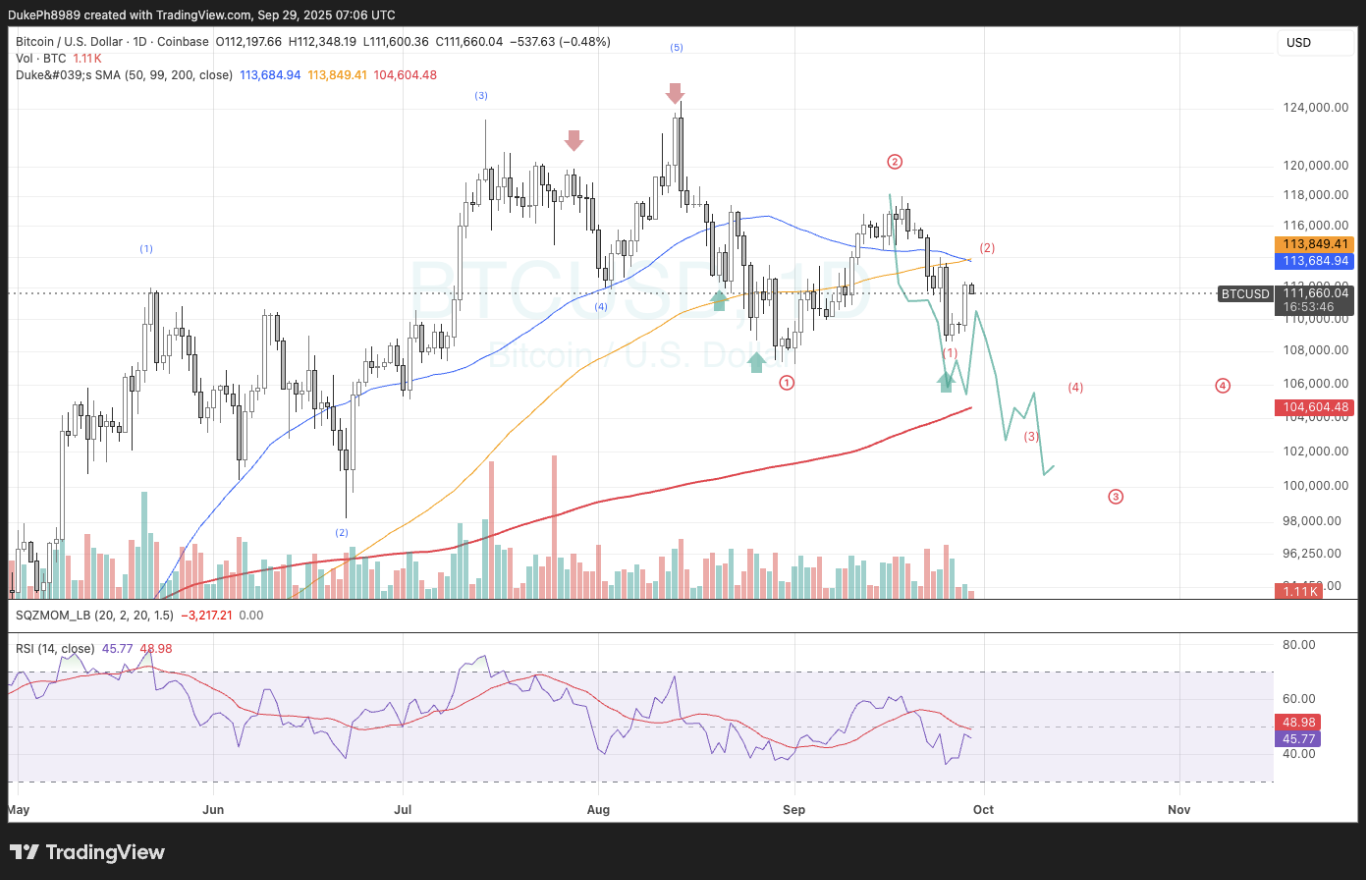 DukePh8989 created with TradingView.com, Sep 29, 2025 07:06 UTC
Bitcoin / U.S. Dollar · 1D · Coinbase O112,197.66 H112,348.19 L111,600.36 C111,660.04 −537.63 (−0.48%)
USD
Vol · BTC 1.11K
Duke&#039;s SMA (50, 99, 200, close) 113,684.94 113,849.41 104,604.48
(5)
(3)
124,000.00
2
120,000.00
118,000.00
116,000.00
(1)
(2)
113,849.41
113,684.94
BTCUSD, 1D
Bitcoin / U.S. Dollar
BTCUSD 111,660.04
16:53:46
(4)
110,000.00
108,000.00
(1)
1
(4)
4
106,000.00
104,604.48
104,000.00
(3)
102,000.00
100,000.00
3
(2)
98,000.00
96,250.00
1.11K
SQZMOM_LB (20, 2, 20, 1.5) −3,217.21 0.00
RSI (14, close) 45.77 48.98
80.00
60.00
48.98
45.77
40.00
May Jun Jul Aug Sep Oct Nov
TradingView